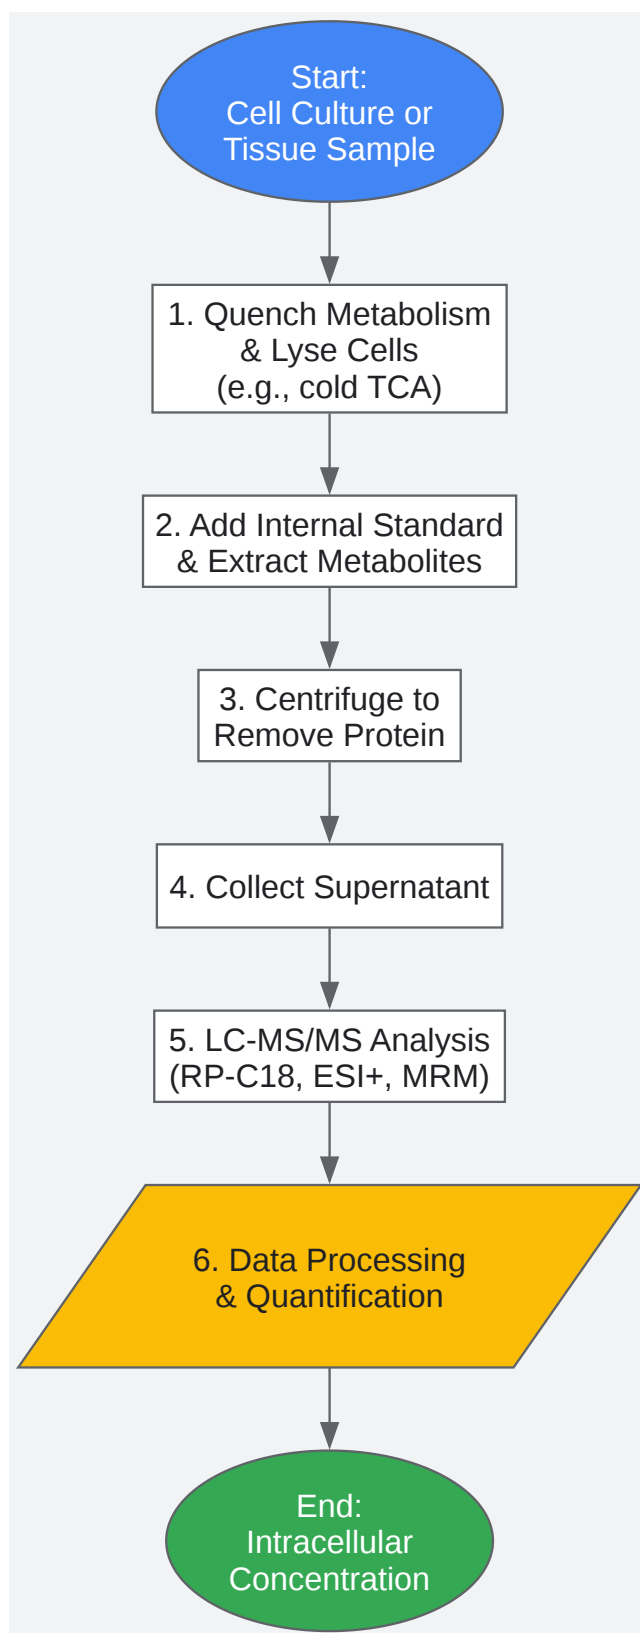 Start:
Cell Culture or
Tissue Sample
1. Quench Metabolism
& Lyse Cells
(e.g., cold TCA)
2. Add Internal Standard
& Extract Metabolites
3. Centrifuge to
Remove Protein
4. Collect Supernatant
5. LC-MS/MS Analysis
(RP-C18, ESI+, MRM)
6. Data Processing
& Quantification
End:
Intracellular
Concentration